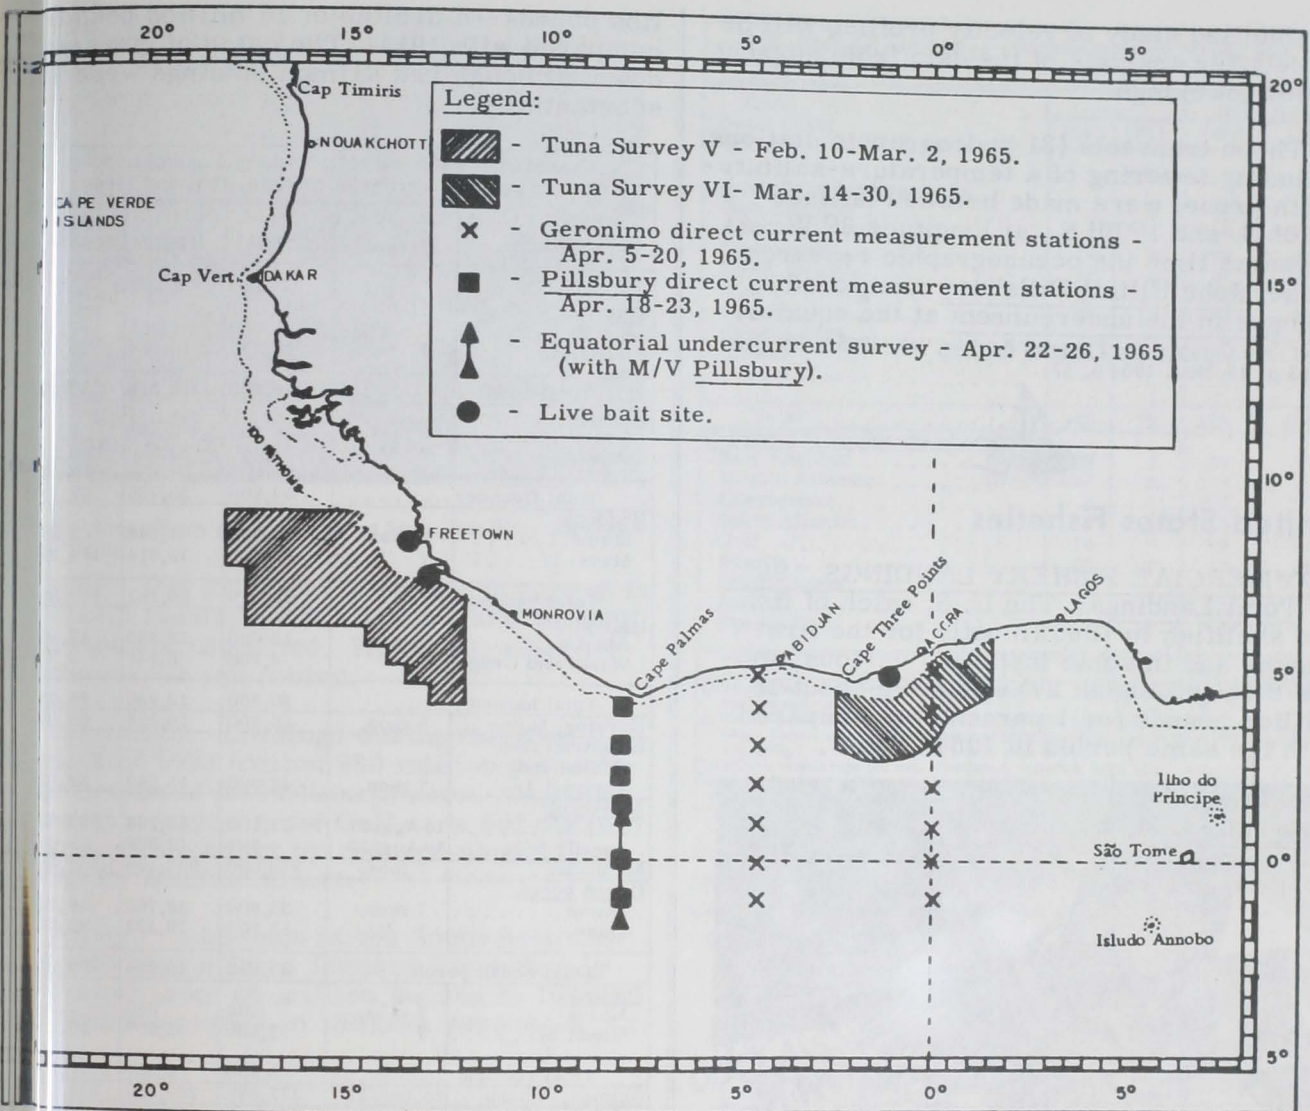 20° 15° 10° 5° 0° 5°
20°
Cap Timiris
NOUAKCHOTT
CAPE VERDE
ISLANDS
Cap Vert.
DAKAR
Legend:
- Tuna Survey V - Feb. 10-Mar. 2, 1965.
- Tuna Survey VI- Mar. 14-30, 1965.
- Geronimo direct current measurement stations -
Apr. 5-20, 1965.
- Pillsbury direct current measurement stations -
Apr. 18-23, 1965.
- Equatorial undercurrent survey - Apr. 22-26, 1965
(with M/V Pillsbury).
- Live bait site.
15°
100 FATHOMS
10°
FREETOWN
MONROVIA
Cape Palmas
ABIDJAN
Cape Three Points
ACCRA
LAGOS
5°
Ilho do
Principe
São Tome
0°
Isludo Annobo
5°
20° 15° 10° 5° 0° 5°